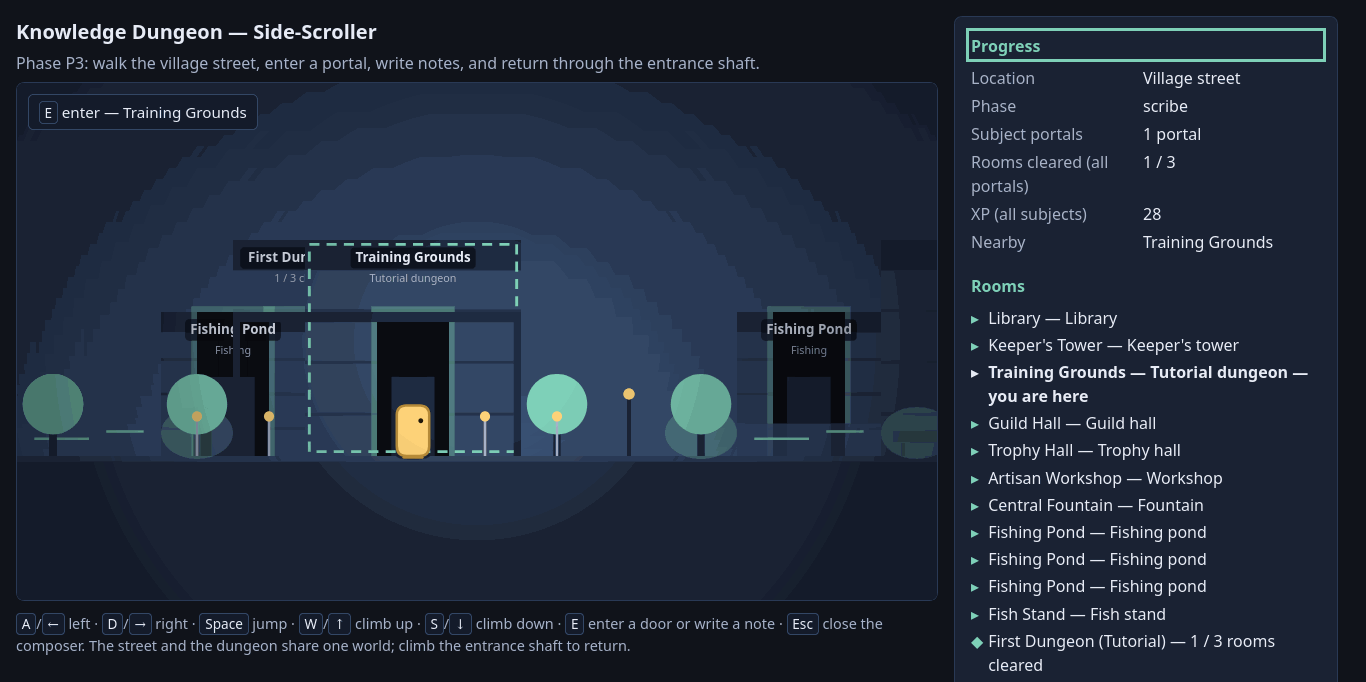 Knowledge Dungeon — Side-Scroller
Phase P3: walk the village street, enter a portal, write notes, and return through the entrance shaft.
E enter — Training Grounds
First Dur
Training Grounds
1 / 3 c
Tutorial dungeon
Fishing Pond
Fishing
Fishing Pond
Fishing
A/← left · D/→ right · Space jump · W/↑ climb up · S/↓ climb down · E enter a door or write a note · Esc close the
composer. The street and the dungeon share one world; climb the entrance shaft to return.
Progress
Location Village street
Phase scribe
Subject portals 1 portal
Rooms cleared (all 1 / 3
portals)
XP (all subjects) 28
Nearby Training Grounds
Rooms
▸ Library — Library
▸ Keeper's Tower — Keeper's tower
▸ Training Grounds — Tutorial dungeon —
you are here
▸ Guild Hall — Guild hall
▸ Trophy Hall — Trophy hall
▸ Artisan Workshop — Workshop
▸ Central Fountain — Fountain
▸ Fishing Pond — Fishing pond
▸ Fishing Pond — Fishing pond
▸ Fishing Pond — Fishing pond
▸ Fish Stand — Fish stand
◆ First Dungeon (Tutorial) — 1 / 3 rooms
cleared